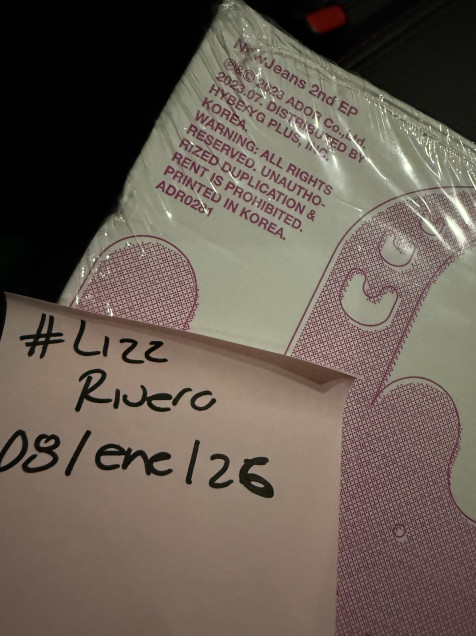 NewJeans 2nd EP
℗&© 2023 ADOR Co., Ltd.
2023.07. DISTRIBUTED BY
HYBE/YG PLUS, INC.
KOREA.
WARNING: ALL RIGHTS
RESERVED. UNAUTHO-
RIZED DUPLICATION &
RENT IS PROHIBITED.
PRINTED IN KOREA.
ADR0231
#Lizz
Rivero
08/ene/26